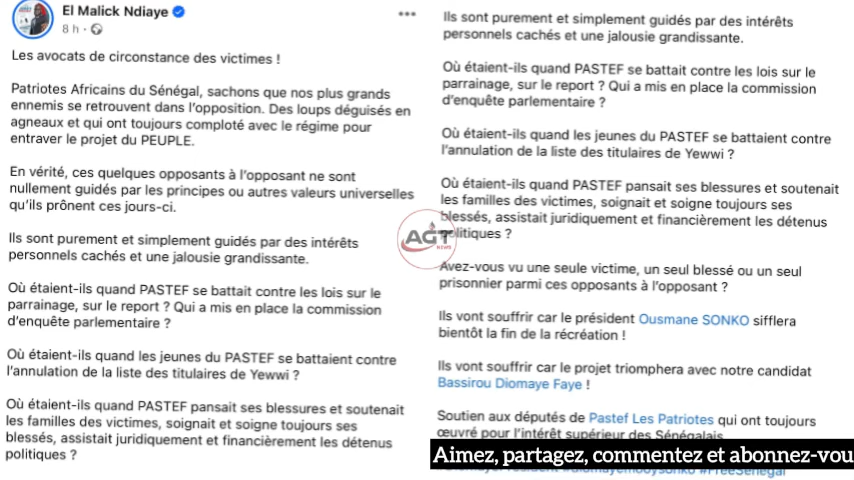 El Malick Ndiaye
8 h
Les avocats de circonstance des victimes !
Patriotes Africains du Sénégal, sachons que nos plus grands
ennemis se retrouvent dans l'opposition. Des loups déguisés en
agneaux et qui ont toujours comploté avec le régime pour
entraver le projet du PEUPLE.
En vérité, ces quelques opposants à l'opposant ne sont
nullement guidés par les principes ou autres valeurs universelles
qu'ils prônent ces jours-ci.
Ils sont purement et simplement guidés par des intérêts
personnels cachés et une jalousie grandissante.
Où étaient-ils quand PASTEF se battait contre les lois sur le
parrainage, sur le report ? Qui a mis en place la commission
d'enquête parlementaire ?
Où étaient-ils quand les jeunes du PASTEF se battaient contre
l'annulation de la liste des titulaires de Yewwi ?
Où étaient-ils quand PASTEF pansait ses blessures et soutenait
les familles des victimes, soignait et soigne toujours ses
blessés, assistait juridiquement et financièrement les détenus
politiques ?
Ils sont purement et simplement guidés par des intérêts
personnels cachés et une jalousie grandissante.
Où étaient-ils quand PASTEF se battait contre les lois sur le
parrainage, sur le report ? Qui a mis en place la commission
d'enquête parlementaire ?
Où étaient-ils quand les jeunes du PASTEF se battaient contre
l'annulation de la liste des titulaires de Yewwi ?
Où étaient-ils quand PASTEF pansait ses blessures et soutenait
les familles des victimes, soignait et soigne toujours ses
blessés, assistait juridiquement et financièrement les détenus
politiques ?
Avez-vous vu une seule victime, un seul blessé ou un seul
prisonnier parmi ces opposants à l'opposant ?
Ils vont souffrir car le président Ousmane SONKO sifflera
bientôt la fin de la récréation !
Ils vont souffrir car le projet triomphera avec notre candidat
Bassirou Diomaye Faye !
Soutien aux députés de Pastef Les Patriotes qui ont toujours
œuvré pour l'intérêt supérieur des Sénégalais
AGT
NEWS
Aimez, partagez, commentez et abonnez-vou